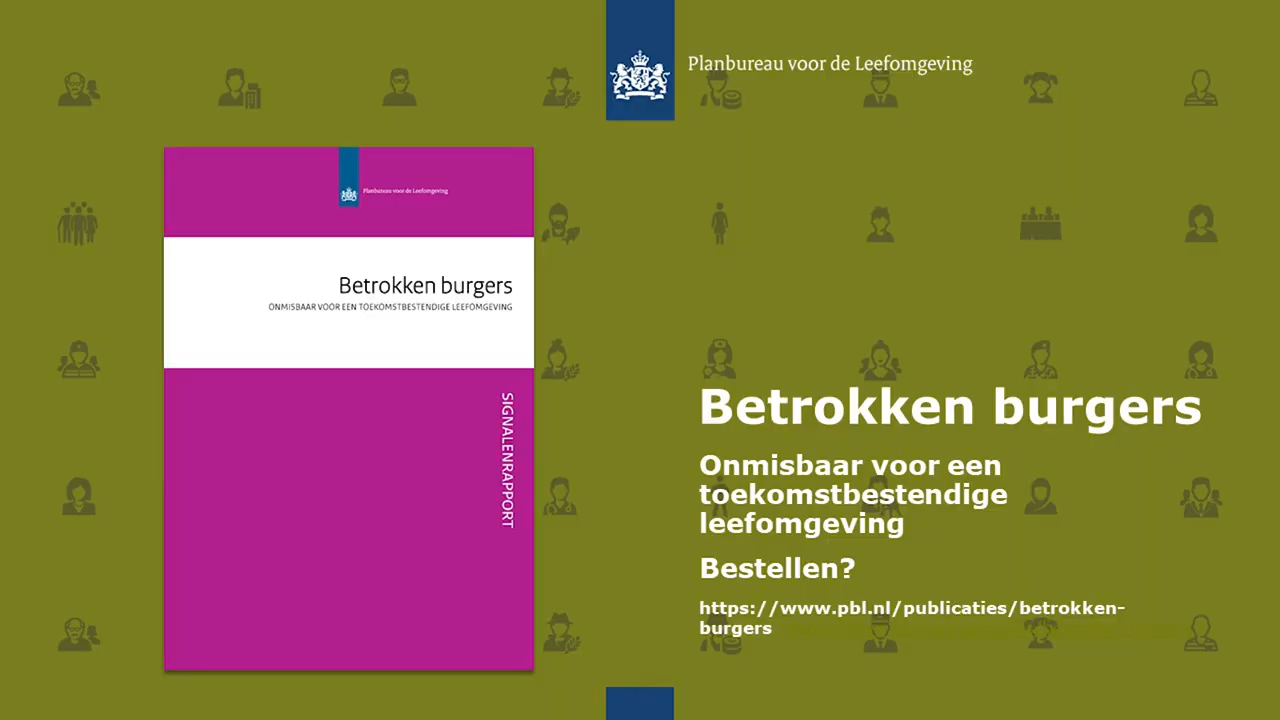 Planbureau voor de Leefomgeving
Planbureau voor de Leefomgeving
Betrokken burgers
ONMISBAAR VOOR EEN TOEKOMSTBESTENDIGE LEEFOMGEVING
SIGNALENRAPPORT
Betrokken burgers
Onmisbaar voor een
toekomstbestendige
leefomgeving
Bestellen?
https://www.pbl.nl/publicaties/betrokken-
burgers